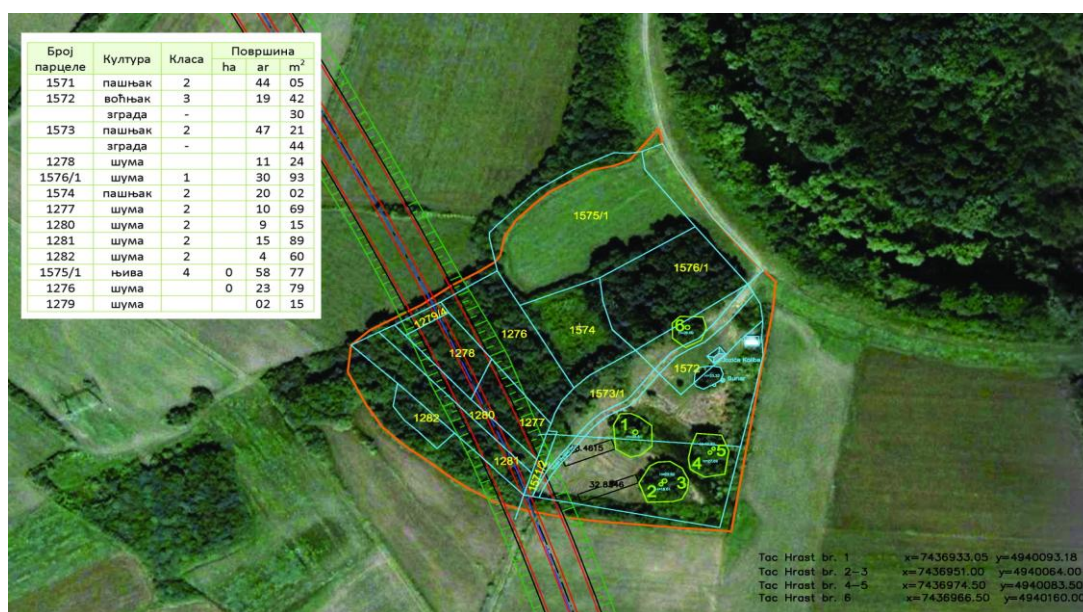 Број парцеле Култура Класа Површина
ha ar m²
1571 пашњак 2 44 05
1572 воћњак 3 19 42
зграда - 30
1573 пашњак 2 47 21
зграда - 44
1278 шума 11 24
1576/1 шума 1 30 93
1574 пашњак 2 20 02
1277 шума 2 10 69
1280 шума 2 9 15
1281 шума 2 15 89
1282 шума 2 4 60
1575/1 њива 4 0 58 77
1276 шума 0 23 79
1279 шума 02 15
1575/1
1576/1
1279/4
1276
1574
6
1278
1572
1573/1
1282
1280
1277
1
5
4
1281
1571/2
32.8346
2 3
Tac Hrast br. 1 x=7436933.05 y=4940093.18
Tac Hrast br. 2-3 x=7436951.00 y=4940064.00
Tac Hrast br. 4-5 x=7436974.50 y=4940083.50
Tac Hrast br. 6 x=7436966.50 y=4940160.00